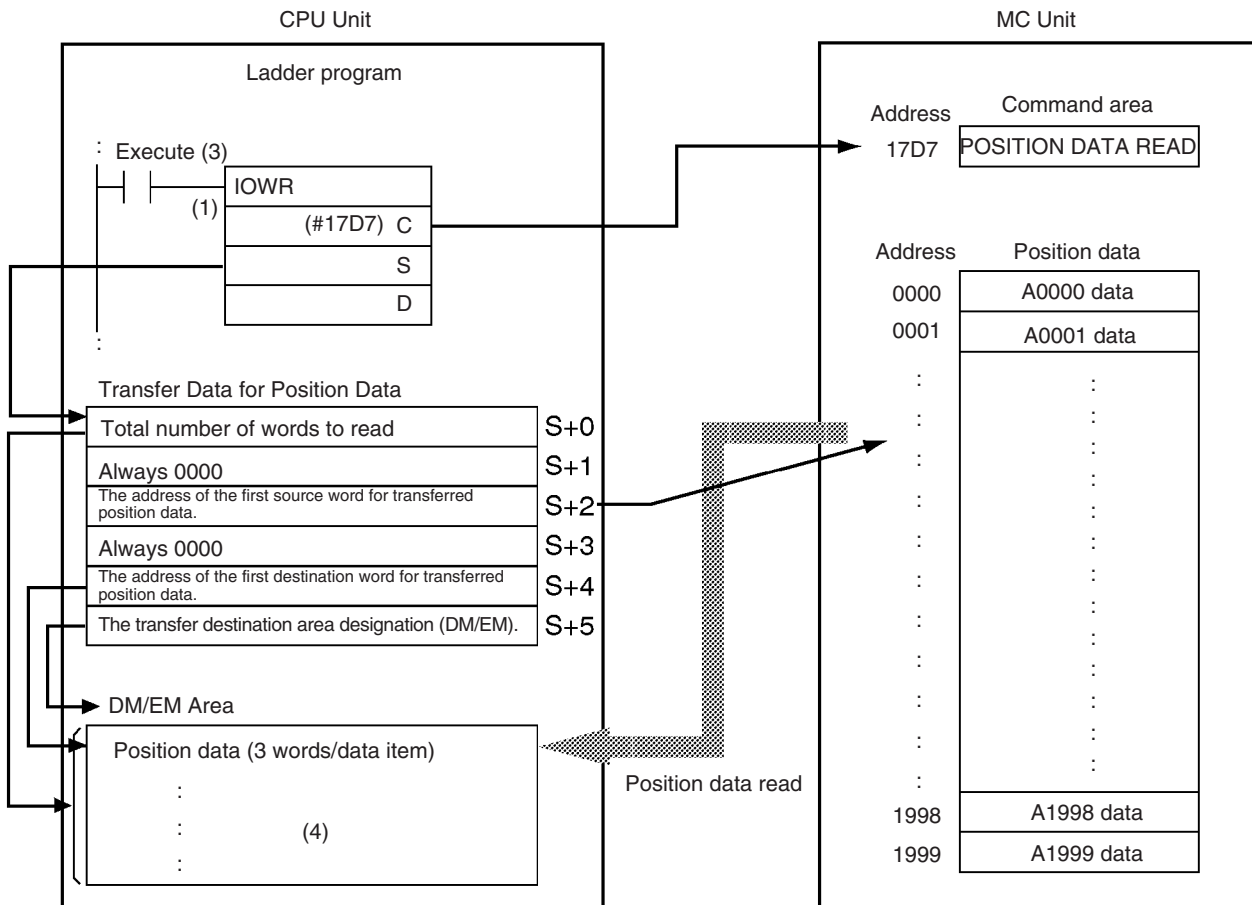 CPU Unit
MC Unit
Ladder program
Address
Command area
17D7
POSITION DATA READ
:
Execute (3)
(1)
IOWR
(#17D7) C
S
D
:
Address
Position data
0000
A0000 data
0001
A0001 data
: :
: :
: :
: :
: :
: :
: :
: :
: :
: :
: :
1998
A1998 data
1999
A1999 data
Transfer Data for Position Data
Total number of words to read
S+0
Always 0000
S+1
The address of the first source word for transferred
position data.
S+2
Always 0000
S+3
The address of the first destination word for transferred
position data.
S+4
The transfer destination area designation (DM/EM).
S+5
DM/EM Area
Position data (3 words/data item)
:
:
(4)
:
Position data read